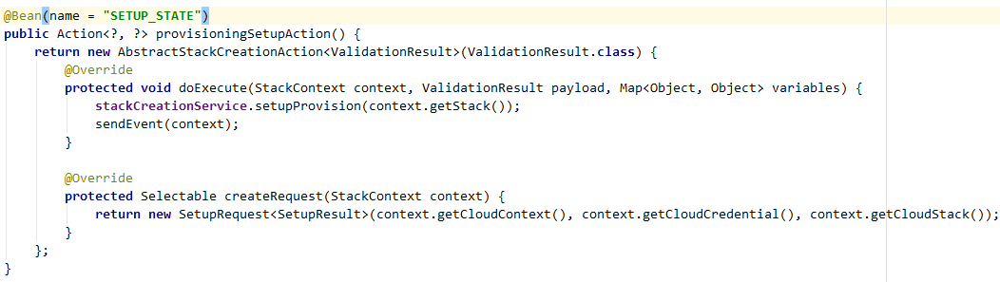 @Bean(name = "SETUP_STATE")
public Action<?, ?> provisioningSetupAction() {
    return new AbstractStackCreationAction<ValidationResult>(ValidationResult.class) {
        @Override
        protected void doExecute(StackContext context, ValidationResult payload, Map<Object, Object> variables) {
            stackCreationService.setupProvision(context.getStack());
            sendEvent(context);
        }

        @Override
        protected Selectable createRequest(StackContext context) {
            return new SetupRequest<SetupResult>(context.getCloudContext(), context.getCloudCredential(), context.getCloudStack());
        }
    };
}